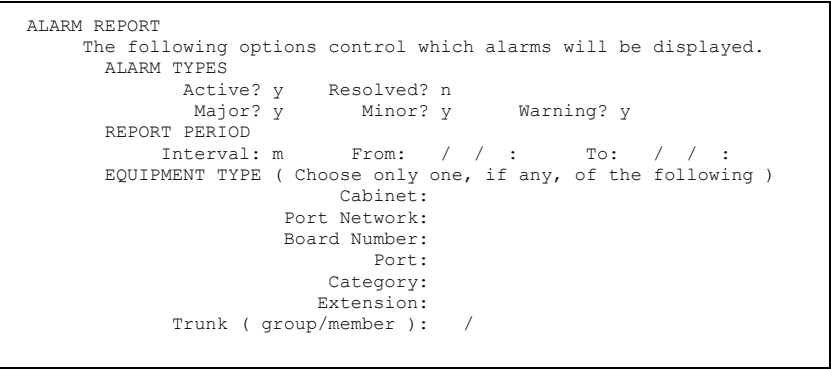 ALARM REPORT
The following options control which alarms will be displayed.
ALARM TYPES
Active? y Resolved? n
Major? y Minor? y Warning? y
REPORT PERIOD
Interval: m From: / / : To: / / :
EQUIPMENT TYPE ( Choose only one, if any, of the following )
Cabinet:
Port Network:
Board Number:
Port:
Category:
Extension:
Trunk ( group/member ): /